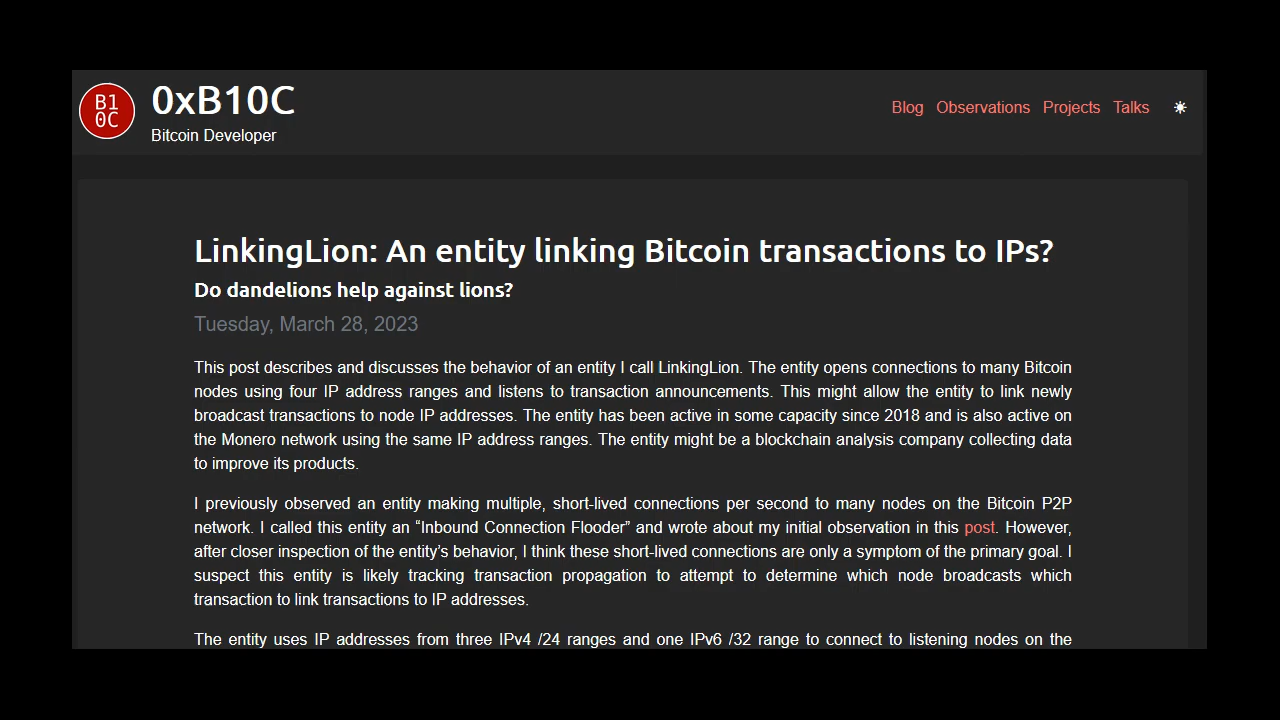 B1
0C
0xB10C
Bitcoin Developer
Blog Observations Projects Talks
LinkingLion: An entity linking Bitcoin transactions to IPs?
Do dandelions help against lions?
Tuesday, March 28, 2023
This post describes and discusses the behavior of an entity I call LinkingLion. The entity opens connections to many Bitcoin
nodes using four IP address ranges and listens to transaction announcements. This might allow the entity to link newly
broadcast transactions to node IP addresses. The entity has been active in some capacity since 2018 and is also active on
the Monero network using the same IP address ranges. The entity might be a blockchain analysis company collecting data
to improve its products.
I previously observed an entity making multiple, short-lived connections per second to many nodes on the Bitcoin P2P
network. I called this entity an “Inbound Connection Flooder” and wrote about my initial observation in this post. However,
after closer inspection of the entity’s behavior, I think these short-lived connections are only a symptom of the primary goal. I
suspect this entity is likely tracking transaction propagation to attempt to determine which node broadcasts which
transaction to link transactions to IP addresses.
The entity uses IP addresses from three IPv4 /24 ranges and one IPv6 /32 range to connect to listening nodes on the